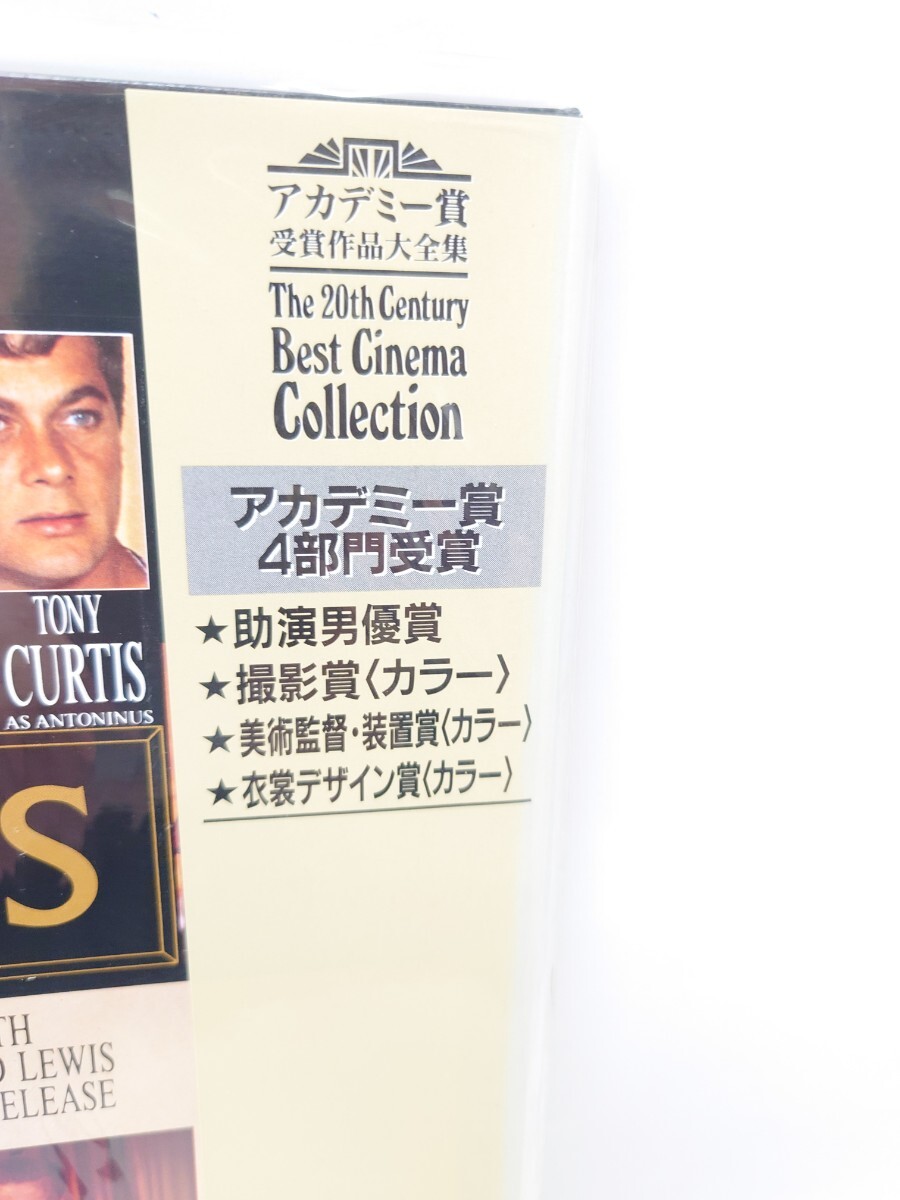 アカデミー賞
受賞作品大全集
The 20th Century
Best Cinema
Collection
アカデミー賞
4部門受賞
★助演男優賞
★撮影賞〈カラー〉
★美術監督・装置賞〈カラー〉
★衣裳デザイン賞〈カラー〉
TONY
CURTIS
AS ANTONINUS
S
TH
D LEWIS
ELEASE